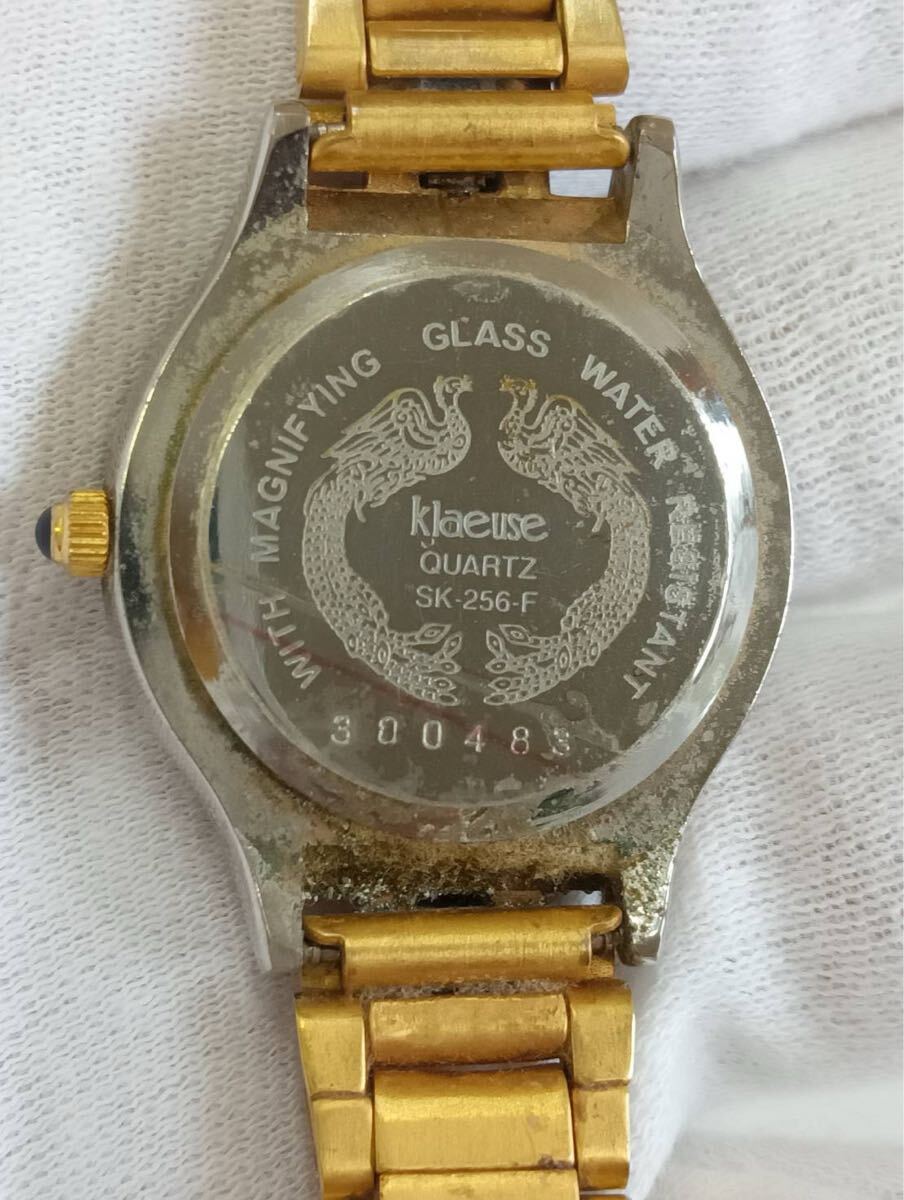 WITH MAGNIFYING GLASS WATER RESISTANT
klaeuse
QUARTZ
SK-256-F
300483